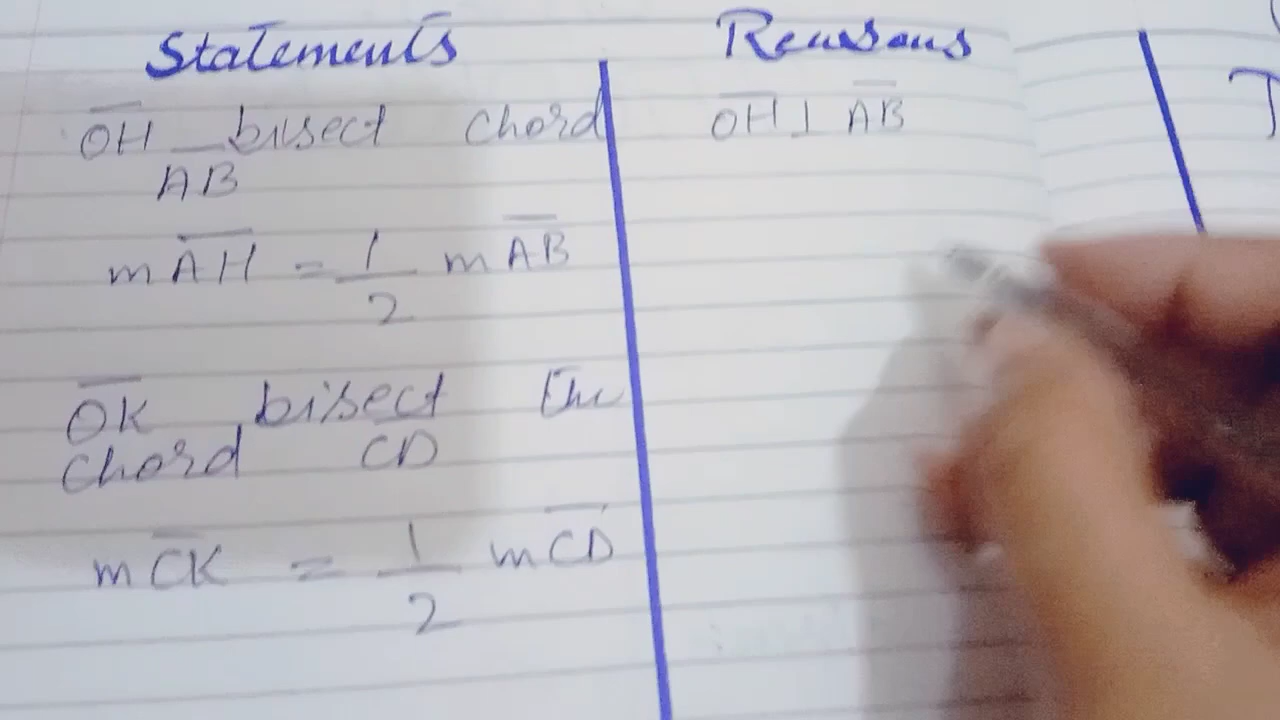 Statements Reasons
OH bisect chord OH ⊥ AB
AB
mAH = 1/2 mAB
OK bisect the
chord CD
mCK = 1/2 mCD